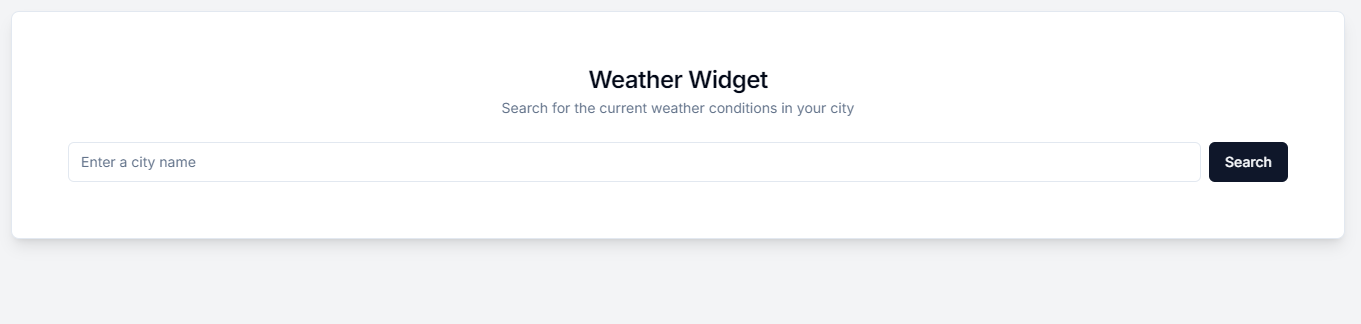 Weather Widget
Search for the current weather conditions in your city
Enter a city name
Search